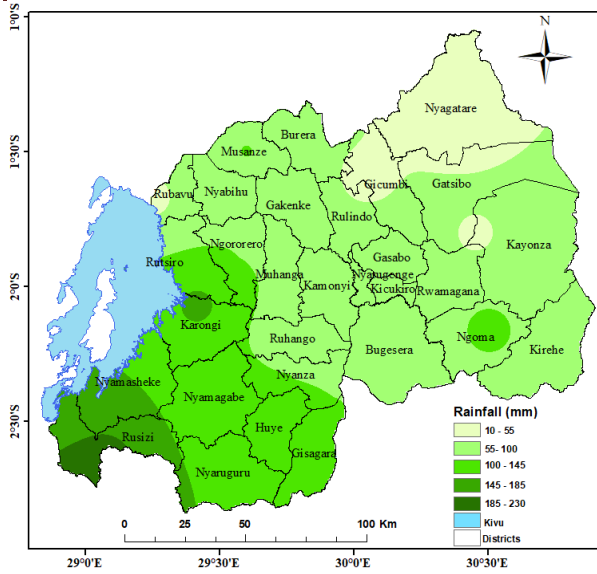 1°0'S
N
Nyagatare
Burera
Musanze
1°30'S
Gicumbi
Gatsibo
Rubavu
Nyabihu
Gakenke
Rulindo
Kayonza
Ngororero
Rutsiro
Gasabo
Muhanga
Kamonyi
Nyarugenge
2°0'S
Kicukiro
Rwamagana
Karongi
Ruhango
Bugesera
Ngoma
Kirehe
Nyanza
Nyamasheke
Nyamagabe
2°30'S
Rusizi
Huye
Gisagara
Nyaruguru
Rainfall (mm)
10 - 55
55- 100
100 - 145
145 - 185
185 - 230
Kivu
Districts
0 25 50 100 Km
29°0'E 29°30'E 30°0'E 30°30'E